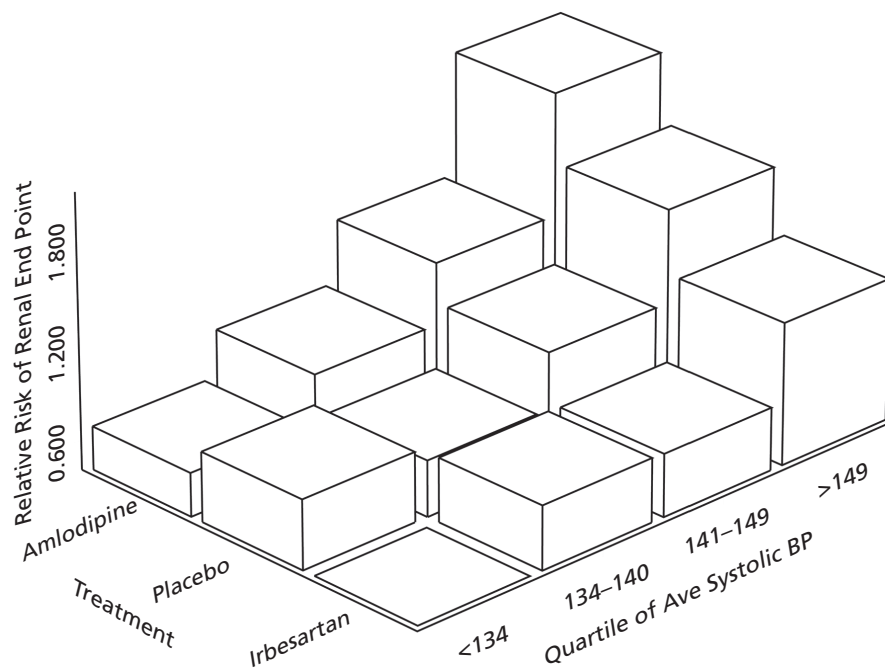 Relative Risk of Renal End Point
1.800
1.200
0.600
Amlodipine
Placebo
Irbesartan
Treatment
<134
134–140
141–149
>149
Quartile of Ave Systolic BP